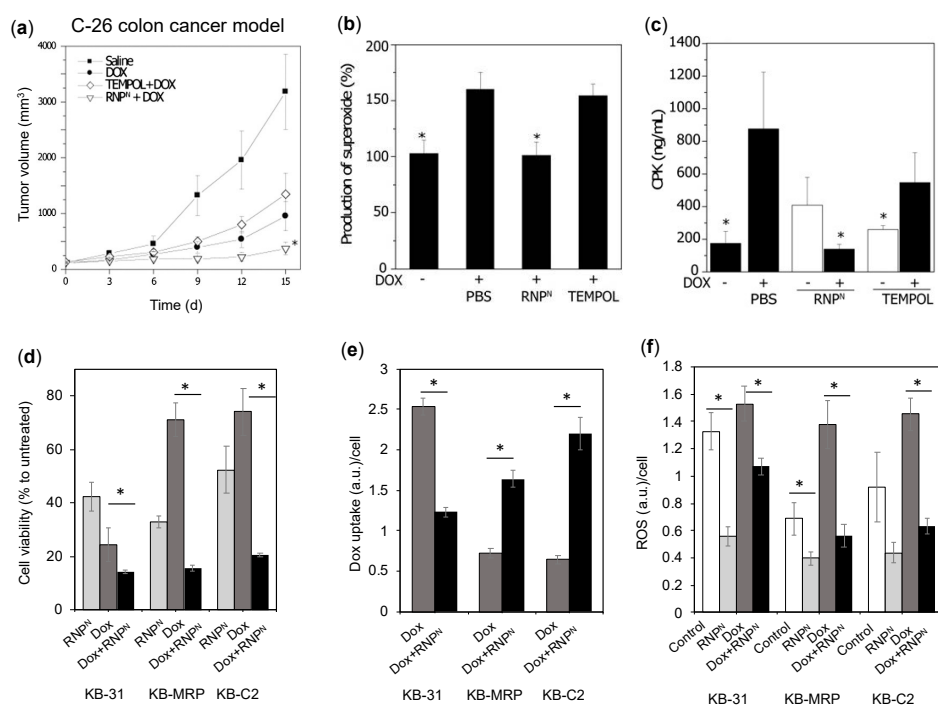 (a)
C-26 colon cancer model
Tumor volume (mm³)
4000
3000
2000
1000
0
Saline
DOX
TEMPOL+DOX
RNPᴺ + DOX
*
0 3 6 9 12 15
Time (d)
(b)
Production of superoxide (%)
200
150
100
50
0
* *
DOX - + + +
PBS RNPᴺ TEMPOL
(c)
CPK (ng/mL)
1400
1200
1000
800
600
400
200
0
* * *
DOX - + - + - +
PBS RNPᴺ TEMPOL
(d)
Cell viability (% to untreated)
80
60
40
20
0
* * *
RNPᴺ Dox Dox+RNPᴺ RNPᴺ Dox Dox+RNPᴺ RNPᴺ Dox Dox+RNPᴺ
KB-31 KB-MRP KB-C2
(e)
Dox uptake (a.u.)/cell
3
2.5
2
1.5
1
0.5
0
* * *
Dox Dox+RNPᴺ Dox Dox+RNPᴺ Dox Dox+RNPᴺ
KB-31 KB-MRP KB-C2
(f)
ROS (a.u.)/cell
1.8
1.6
1.4
1.2
1
0.8
0.6
0.4
0.2
0
* * * * *
Control RNPᴺ Dox Dox+RNPᴺ Control RNPᴺ Dox Dox+RNPᴺ Control RNPᴺ Dox Dox+RNPᴺ
KB-31 KB-MRP KB-C2